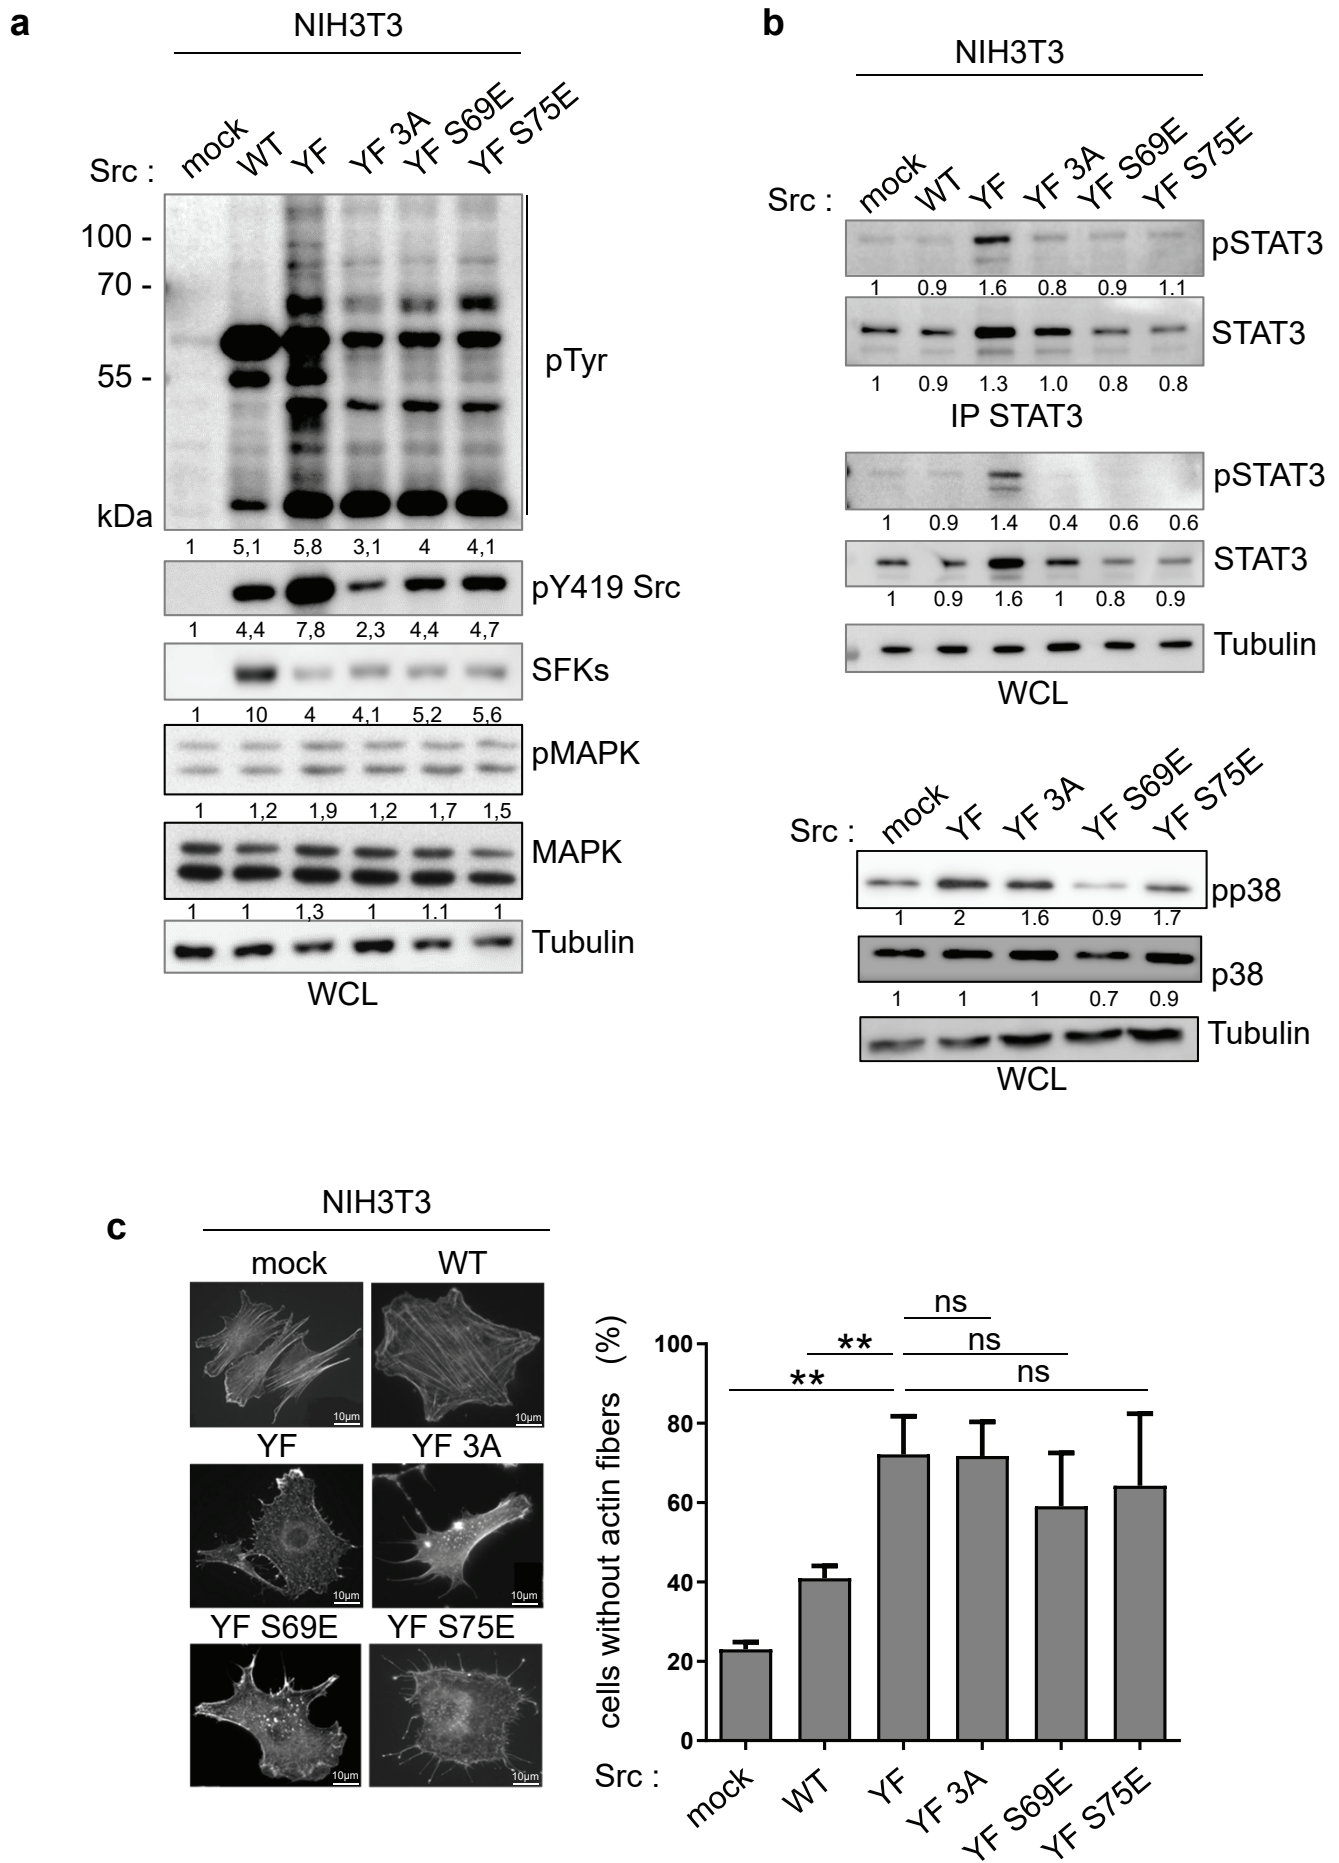 a
NIH3T3
Src : mock WT YF YF 3A YF S69E YF S75E
100 -
70 -
55 -
kDa
pTyr
1 5,1 5,8 3,1 4 4,1
pY419 Src
1 4,4 7,8 2,3 4,4 4,7
SFKs
1 10 4 4,1 5,2 5,6
pMAPK
1 1,2 1,9 1,2 1,7 1,5
MAPK
1 1 1,3 1 1.1 1
Tubulin
WCL
b
NIH3T3
Src : mock WT YF YF 3A YF S69E YF S75E
pSTAT3
1 0.9 1.6 0.8 0.9 1.1
STAT3
1 0.9 1.3 1.0 0.8 0.8
IP STAT3
pSTAT3
1 0.9 1.4 0.4 0.6 0.6
STAT3
1 0.9 1.6 1 0.8 0.9
Tubulin
WCL
Src : mock YF YF 3A YF S69E YF S75E
pp38
1 2 1.6 0.9 1.7
p38
1 1 1 0.7 0.9
Tubulin
WCL
c
NIH3T3
mock WT
10µm 10µm
YF YF 3A
10µm 10µm
YF S69E YF S75E
10µm 10µm
cells without actin fibers (%)
ns
** ns
** ns
100
80
60
40
20
0
Src : mock WT YF YF 3A YF S69E YF S75E